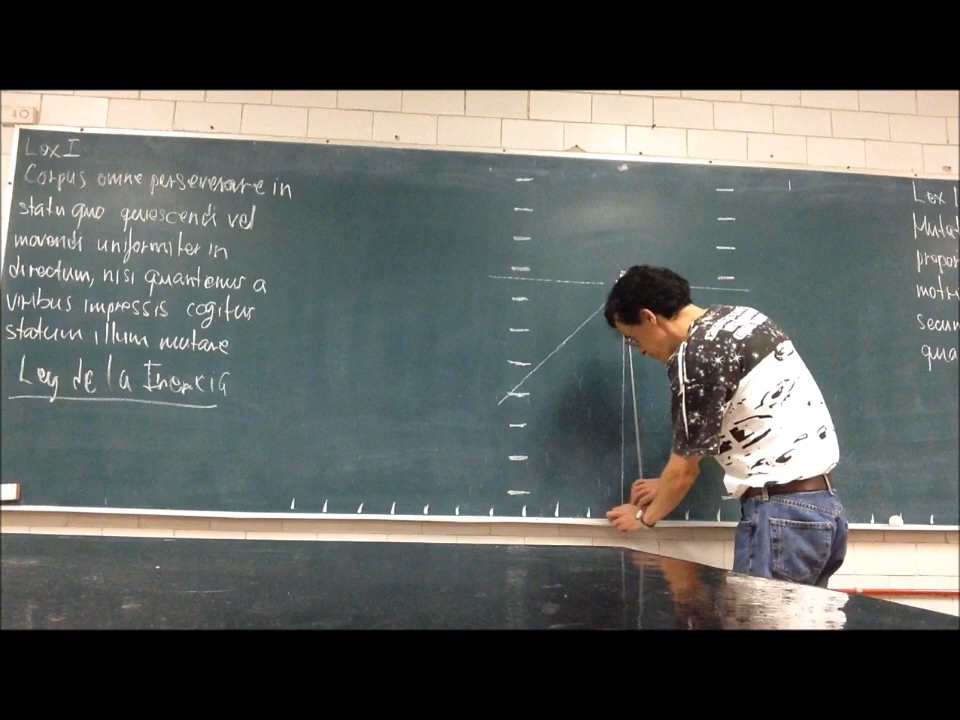 Lex I
Corpus omne perseverare in
statu quo quiescendi vel
movendi uniformiter in
directum, nisi quantenus a
viribus impressis cogitur
statum illum mutare
Ley de la Inercia
Lex I
Mutat
propor
motri
secun
qua